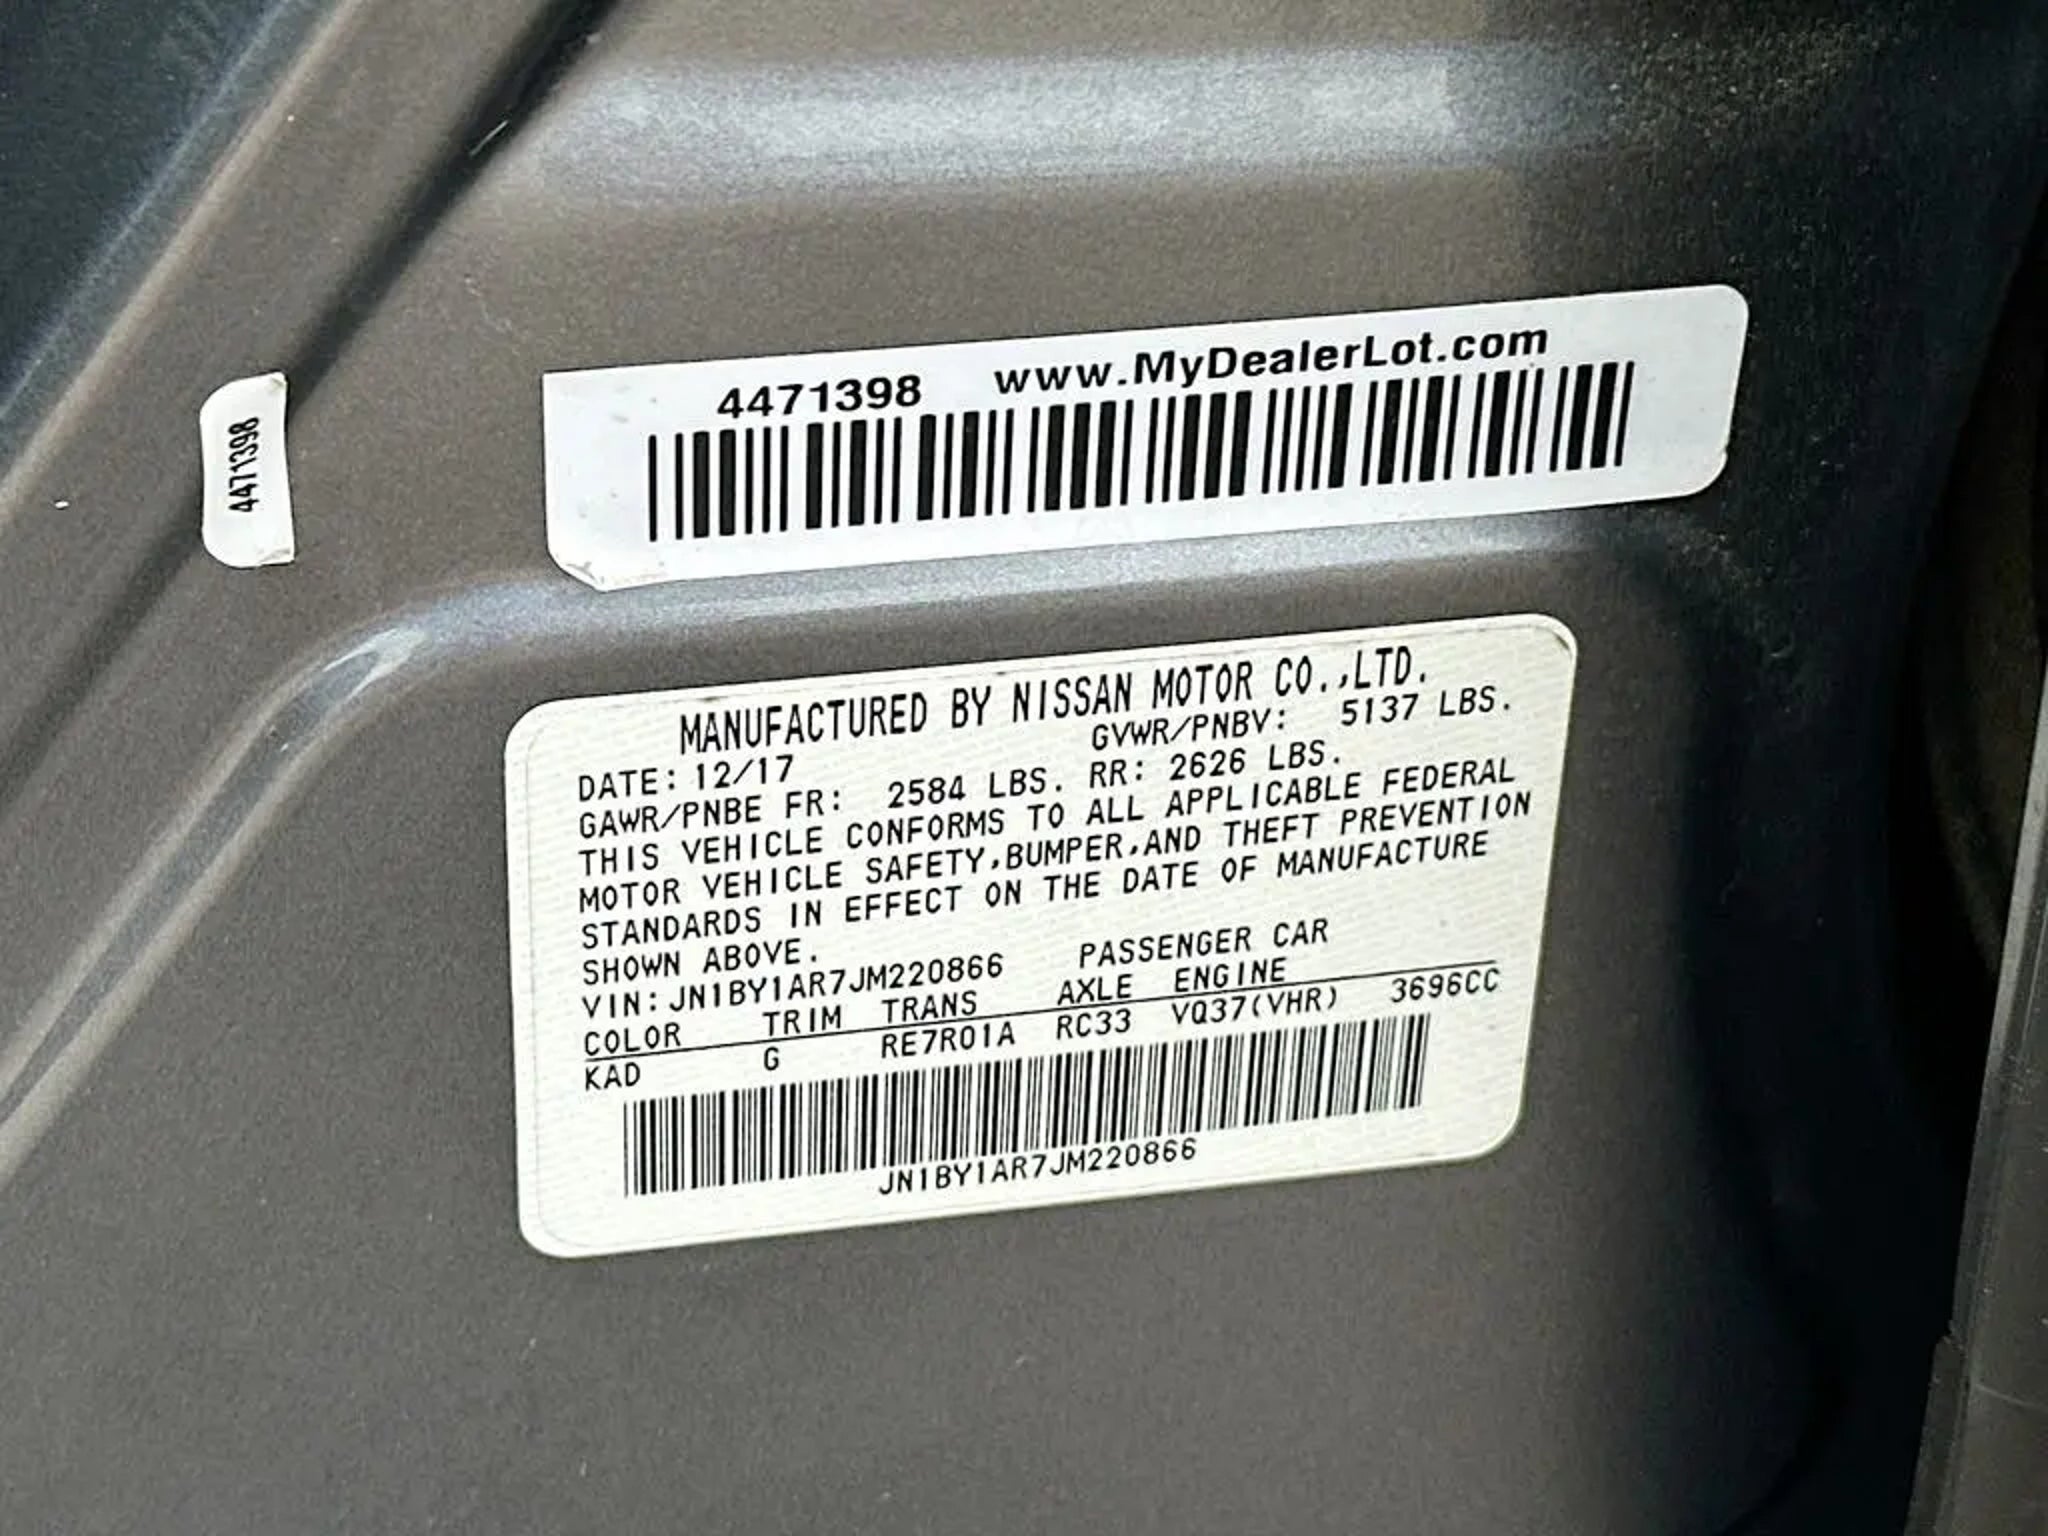 4471398 www.MyDealerLot.com
4471398
MANUFACTURED BY NISSAN MOTOR CO.,LTD.
DATE: 12/17 GVWR/PNBV: 5137 LBS.
GAWR/PNBE FR: 2584 LBS. RR: 2626 LBS.
THIS VEHICLE CONFORMS TO ALL APPLICABLE FEDERAL
MOTOR VEHICLE SAFETY,BUMPER,AND THEFT PREVENTION
STANDARDS IN EFFECT ON THE DATE OF MANUFACTURE
SHOWN ABOVE.
VIN: JN1BY1AR7JM220866 PASSENGER CAR
COLOR TRIM TRANS AXLE ENGINE
KAD G RE7R01A RC33 VQ37(VHR) 3696CC
JN1BY1AR7JM220866